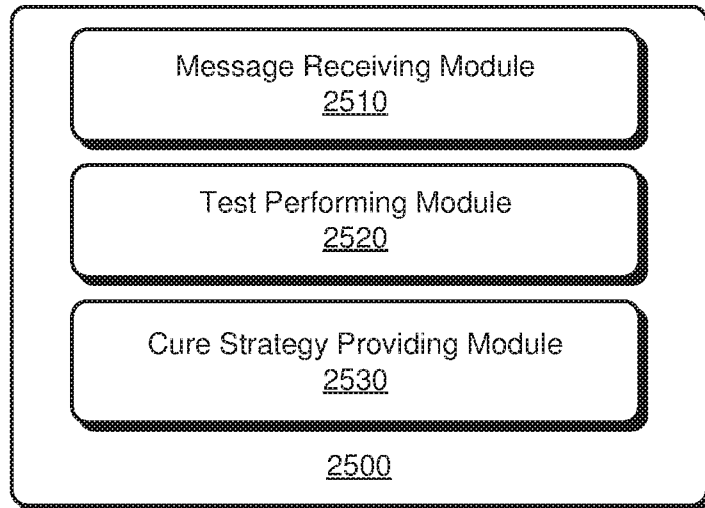 Message Receiving Module
2510
Test Performing Module
2520
Cure Strategy Providing Module
2530
2500